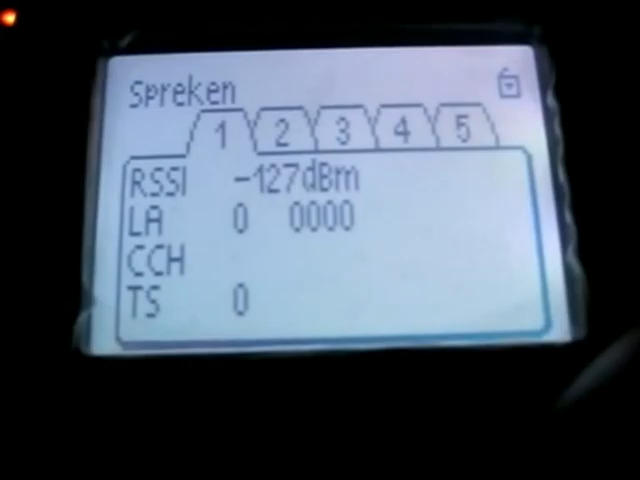 Spreken
1 2 3 4 5
RSSI -127dBm
LA 0 0000
CCH
TS 0